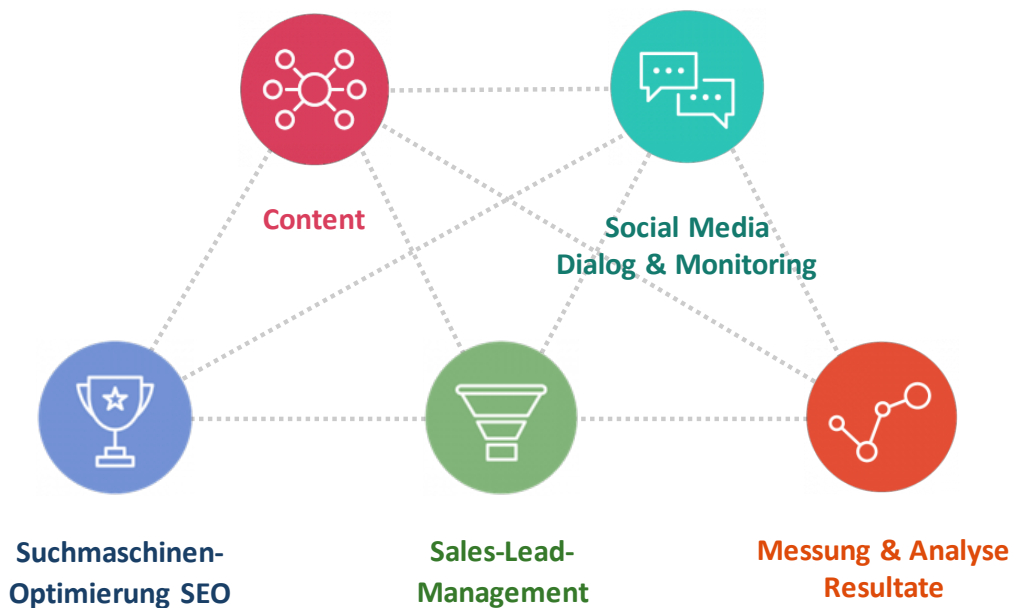 Content
Social Media
Dialog & Monitoring
Suchmaschinen-
Optimierung SEO
Sales-Lead-
Management
Messung & Analyse
Resultate